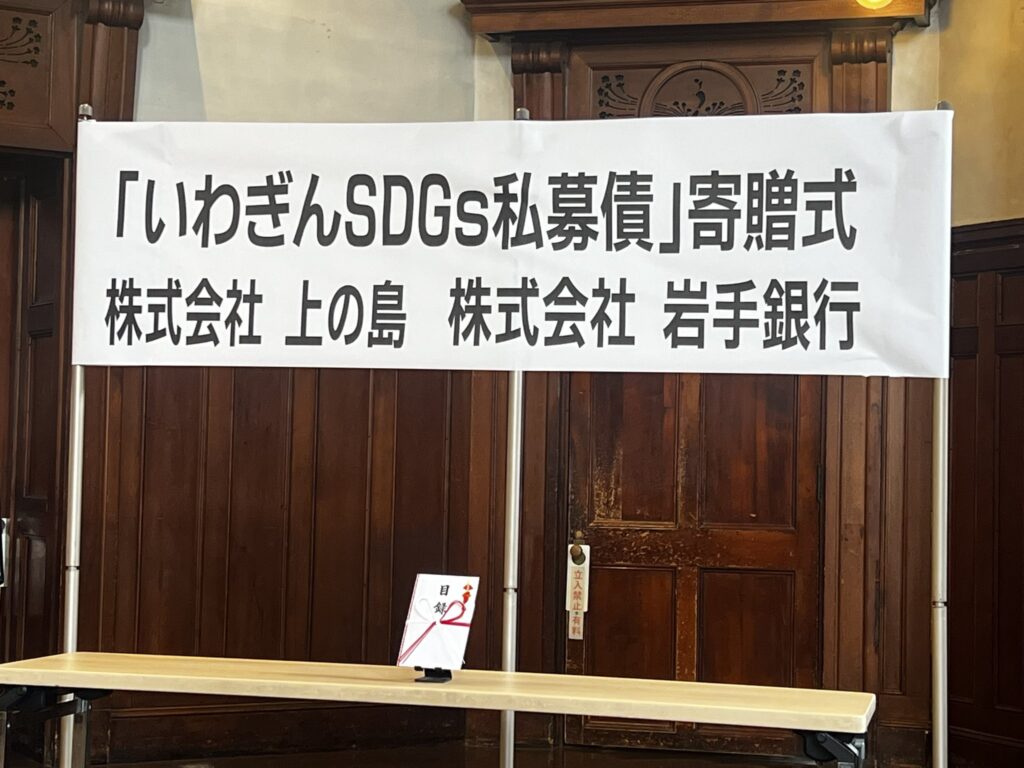 「いわぎんSDGs私募債」寄贈式
株式会社 上の島　株式会社 岩手銀行
目録
立入禁止
有料